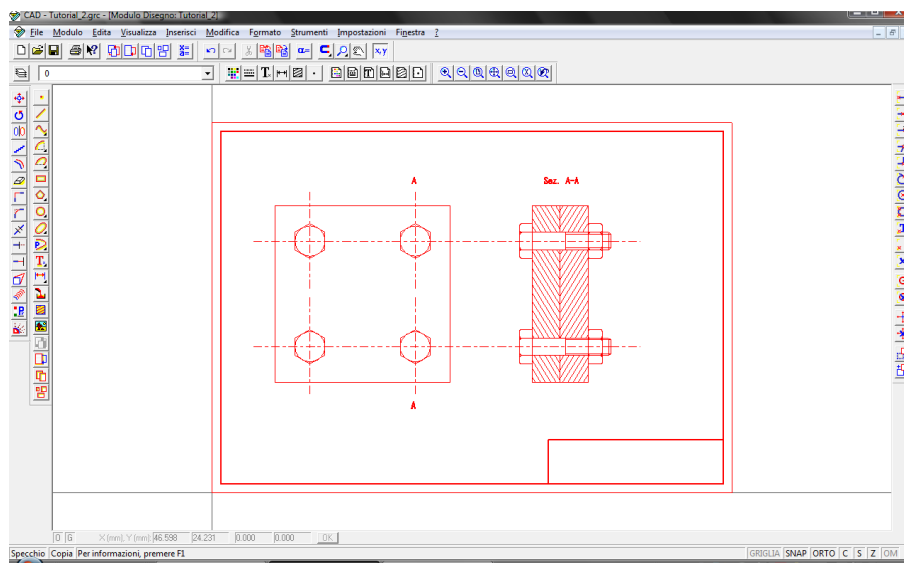 CAD - Tutorial_2.grc - [Modulo Disegno: Tutorial_2]
File Modulo Edita Visualizza Inserisci Modifica Formato Strumenti Impostazioni Finestra ?
α= x,y
0
A Sez. A-A
A
O G X (mm), Y (mm): 46.598 24.231 0.000 0.000 OK
Specchio Copia Per informazioni, premere F1 GRIGLIA SNAP ORTO C S Z OM